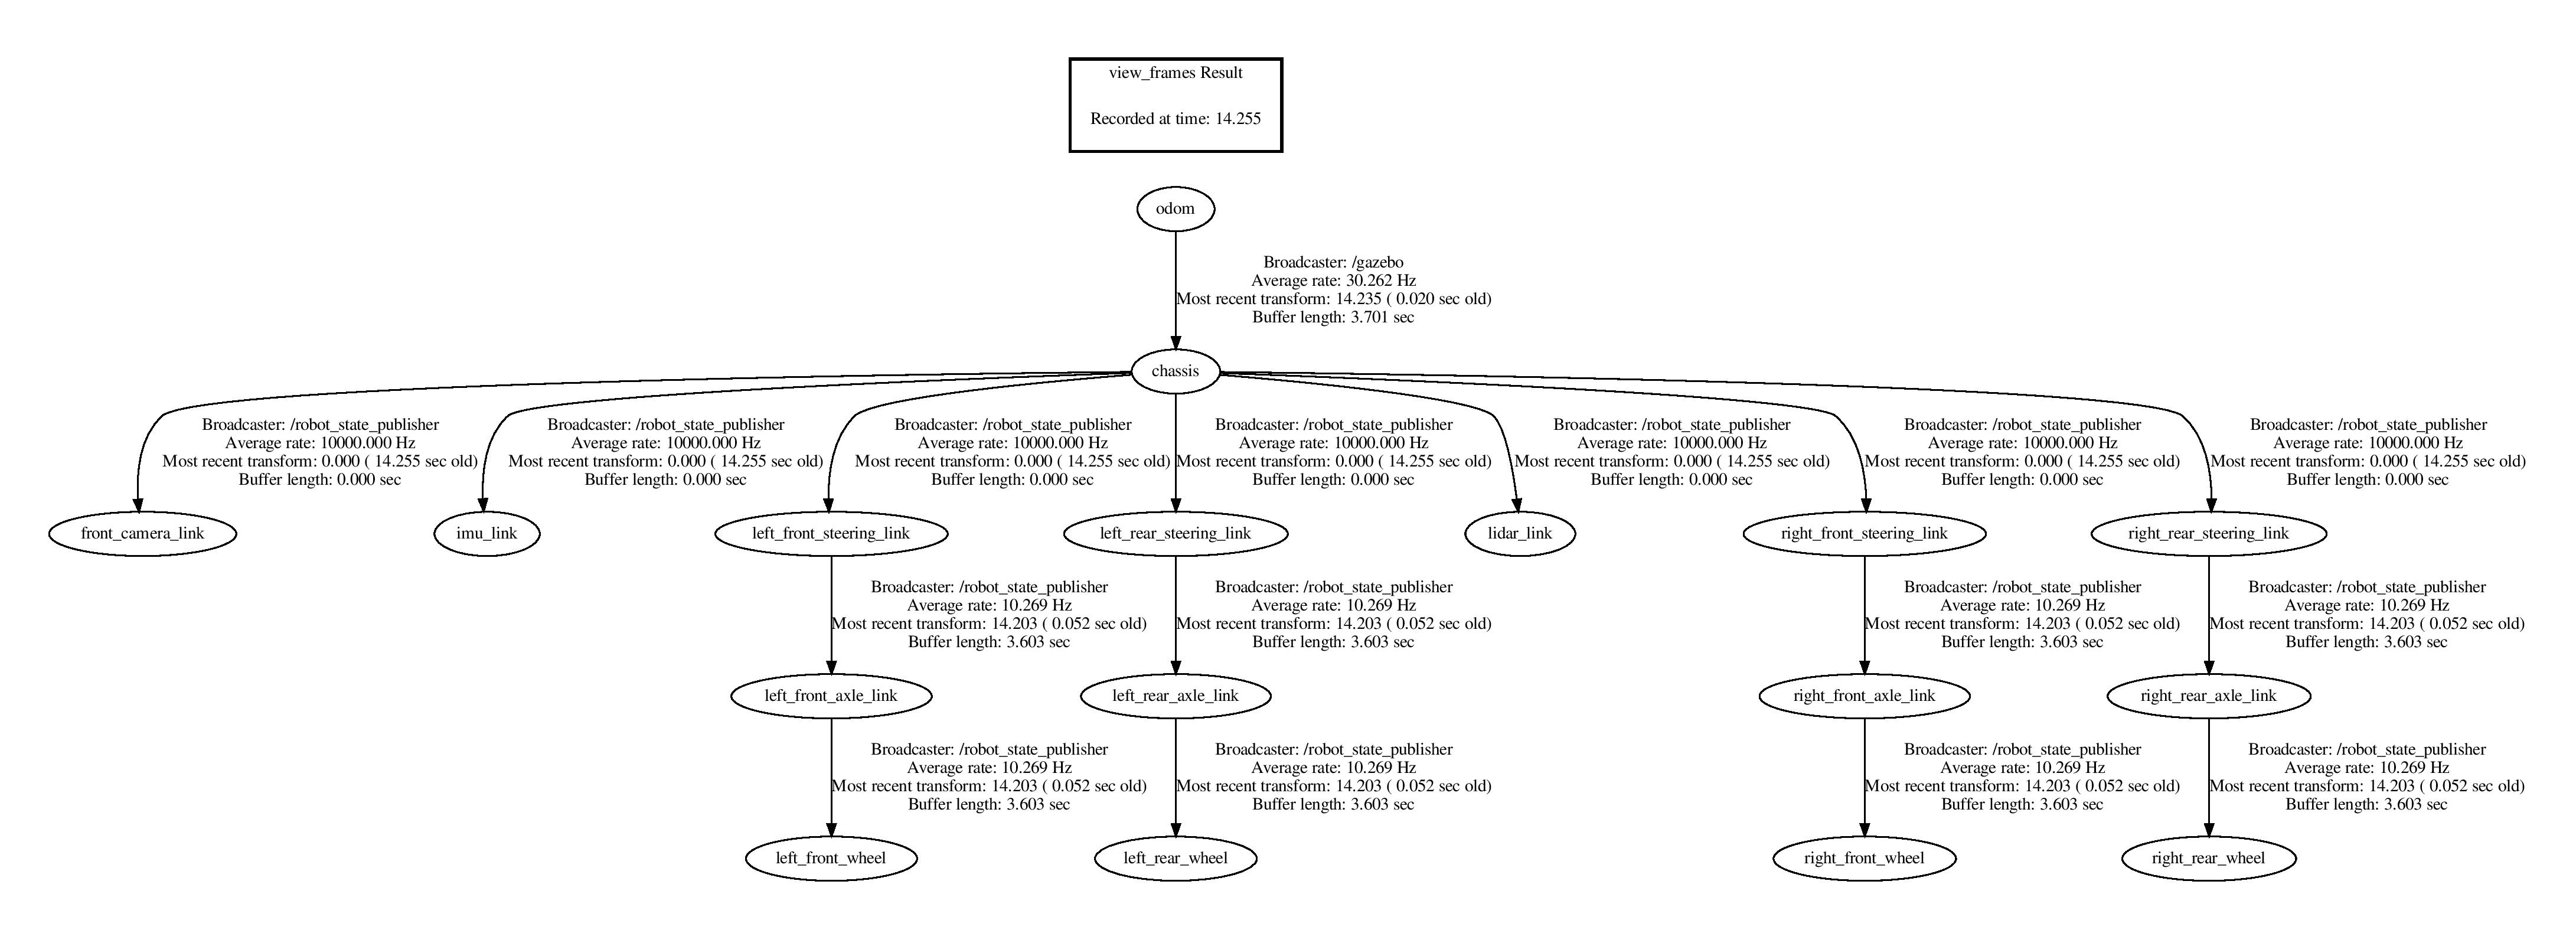 view_frames Result
Recorded at time: 14.255
odom
Broadcaster: /gazebo
Average rate: 30.262 Hz
Most recent transform: 14.235 ( 0.020 sec old)
Buffer length: 3.701 sec
chassis
Broadcaster: /robot_state_publisher
Average rate: 10000.000 Hz
Most recent transform: 0.000 ( 14.255 sec old)
Buffer length: 0.000 sec
Broadcaster: /robot_state_publisher
Average rate: 10000.000 Hz
Most recent transform: 0.000 ( 14.255 sec old)
Buffer length: 0.000 sec
Broadcaster: /robot_state_publisher
Average rate: 10000.000 Hz
Most recent transform: 0.000 ( 14.255 sec old)
Buffer length: 0.000 sec
Broadcaster: /robot_state_publisher
Average rate: 10000.000 Hz
Most recent transform: 0.000 ( 14.255 sec old)
Buffer length: 0.000 sec
Broadcaster: /robot_state_publisher
Average rate: 10000.000 Hz
Most recent transform: 0.000 ( 14.255 sec old)
Buffer length: 0.000 sec
Broadcaster: /robot_state_publisher
Average rate: 10000.000 Hz
Most recent transform: 0.000 ( 14.255 sec old)
Buffer length: 0.000 sec
Broadcaster: /robot_state_publisher
Average rate: 10000.000 Hz
Most recent transform: 0.000 ( 14.255 sec old)
Buffer length: 0.000 sec
front_camera_link
imu_link
left_front_steering_link
left_rear_steering_link
lidar_link
right_front_steering_link
right_rear_steering_link
Broadcaster: /robot_state_publisher
Average rate: 10.269 Hz
Most recent transform: 14.203 ( 0.052 sec old)
Buffer length: 3.603 sec
Broadcaster: /robot_state_publisher
Average rate: 10.269 Hz
Most recent transform: 14.203 ( 0.052 sec old)
Buffer length: 3.603 sec
Broadcaster: /robot_state_publisher
Average rate: 10.269 Hz
Most recent transform: 14.203 ( 0.052 sec old)
Buffer length: 3.603 sec
Broadcaster: /robot_state_publisher
Average rate: 10.269 Hz
Most recent transform: 14.203 ( 0.052 sec old)
Buffer length: 3.603 sec
left_front_axle_link
left_rear_axle_link
right_front_axle_link
right_rear_axle_link
Broadcaster: /robot_state_publisher
Average rate: 10.269 Hz
Most recent transform: 14.203 ( 0.052 sec old)
Buffer length: 3.603 sec
Broadcaster: /robot_state_publisher
Average rate: 10.269 Hz
Most recent transform: 14.203 ( 0.052 sec old)
Buffer length: 3.603 sec
Broadcaster: /robot_state_publisher
Average rate: 10.269 Hz
Most recent transform: 14.203 ( 0.052 sec old)
Buffer length: 3.603 sec
Broadcaster: /robot_state_publisher
Average rate: 10.269 Hz
Most recent transform: 14.203 ( 0.052 sec old)
Buffer length: 3.603 sec
left_front_wheel
left_rear_wheel
right_front_wheel
right_rear_wheel